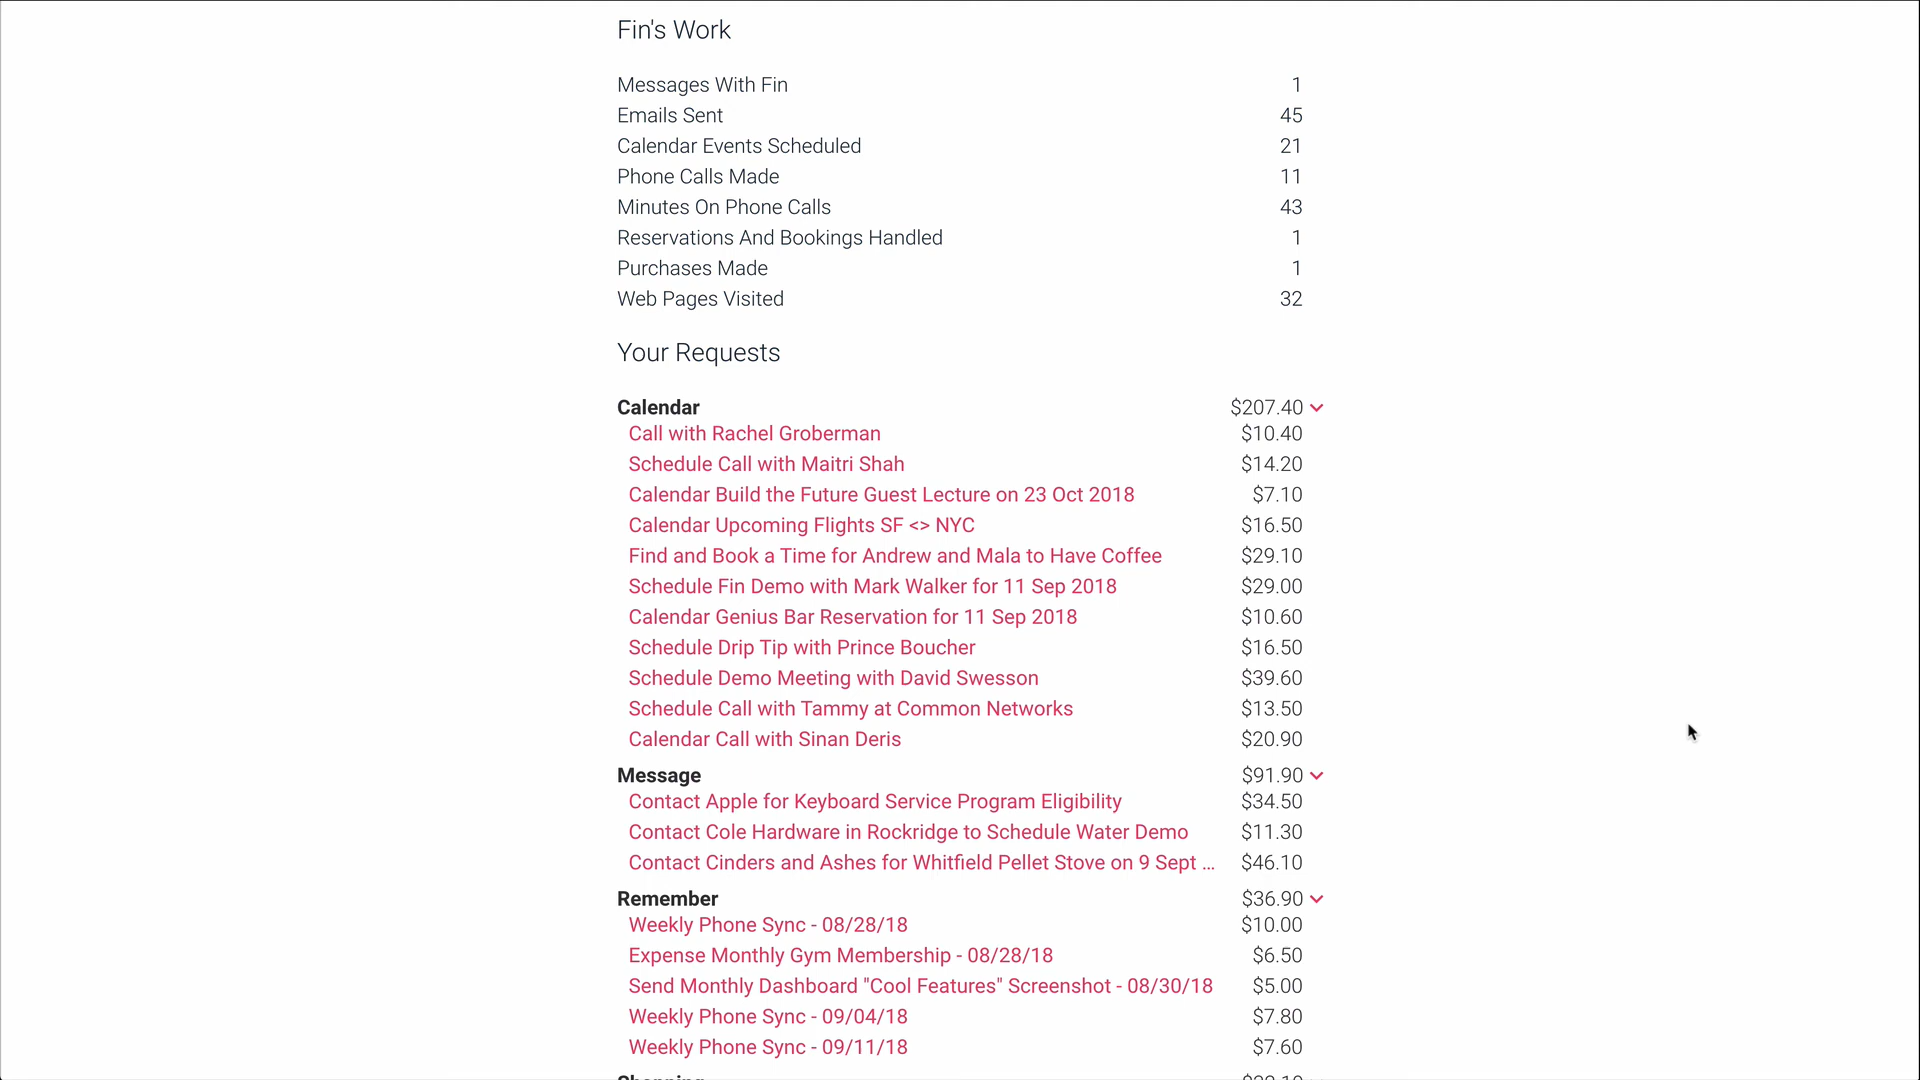 Fin's Work
Messages With Fin 1
Emails Sent 45
Calendar Events Scheduled 21
Phone Calls Made 11
Minutes On Phone Calls 43
Reservations And Bookings Handled 1
Purchases Made 1
Web Pages Visited 32
Your Requests
Calendar $207.40
Call with Rachel Groberman $10.40
Schedule Call with Maitri Shah $14.20
Calendar Build the Future Guest Lecture on 23 Oct 2018 $7.10
Calendar Upcoming Flights SF <> NYC $16.50
Find and Book a Time for Andrew and Mala to Have Coffee $29.10
Schedule Fin Demo with Mark Walker for 11 Sep 2018 $29.00
Calendar Genius Bar Reservation for 11 Sep 2018 $10.60
Schedule Drip Tip with Prince Boucher $16.50
Schedule Demo Meeting with David Swesson $39.60
Schedule Call with Tammy at Common Networks $13.50
Calendar Call with Sinan Deris $20.90
Message $91.90
Contact Apple for Keyboard Service Program Eligibility $34.50
Contact Cole Hardware in Rockridge to Schedule Water Demo $11.30
Contact Cinders and Ashes for Whitfield Pellet Stove on 9 Sept ... $46.10
Remember $36.90
Weekly Phone Sync - 08/28/18 $10.00
Expense Monthly Gym Membership - 08/28/18 $6.50
Send Monthly Dashboard "Cool Features" Screenshot - 08/30/18 $5.00
Weekly Phone Sync - 09/04/18 $7.80
Weekly Phone Sync - 09/11/18 $7.60